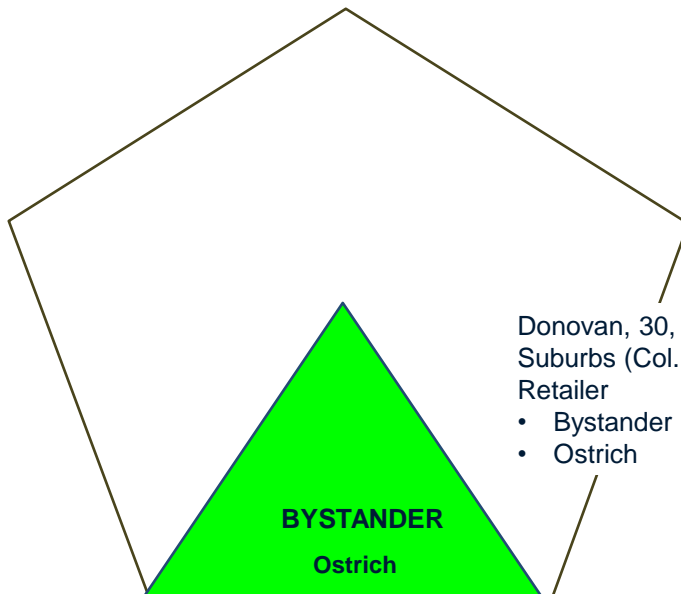 Donovan, 30,
Suburbs (Col.
Retailer
• Bystander
• Ostrich
BYSTANDER
Ostrich